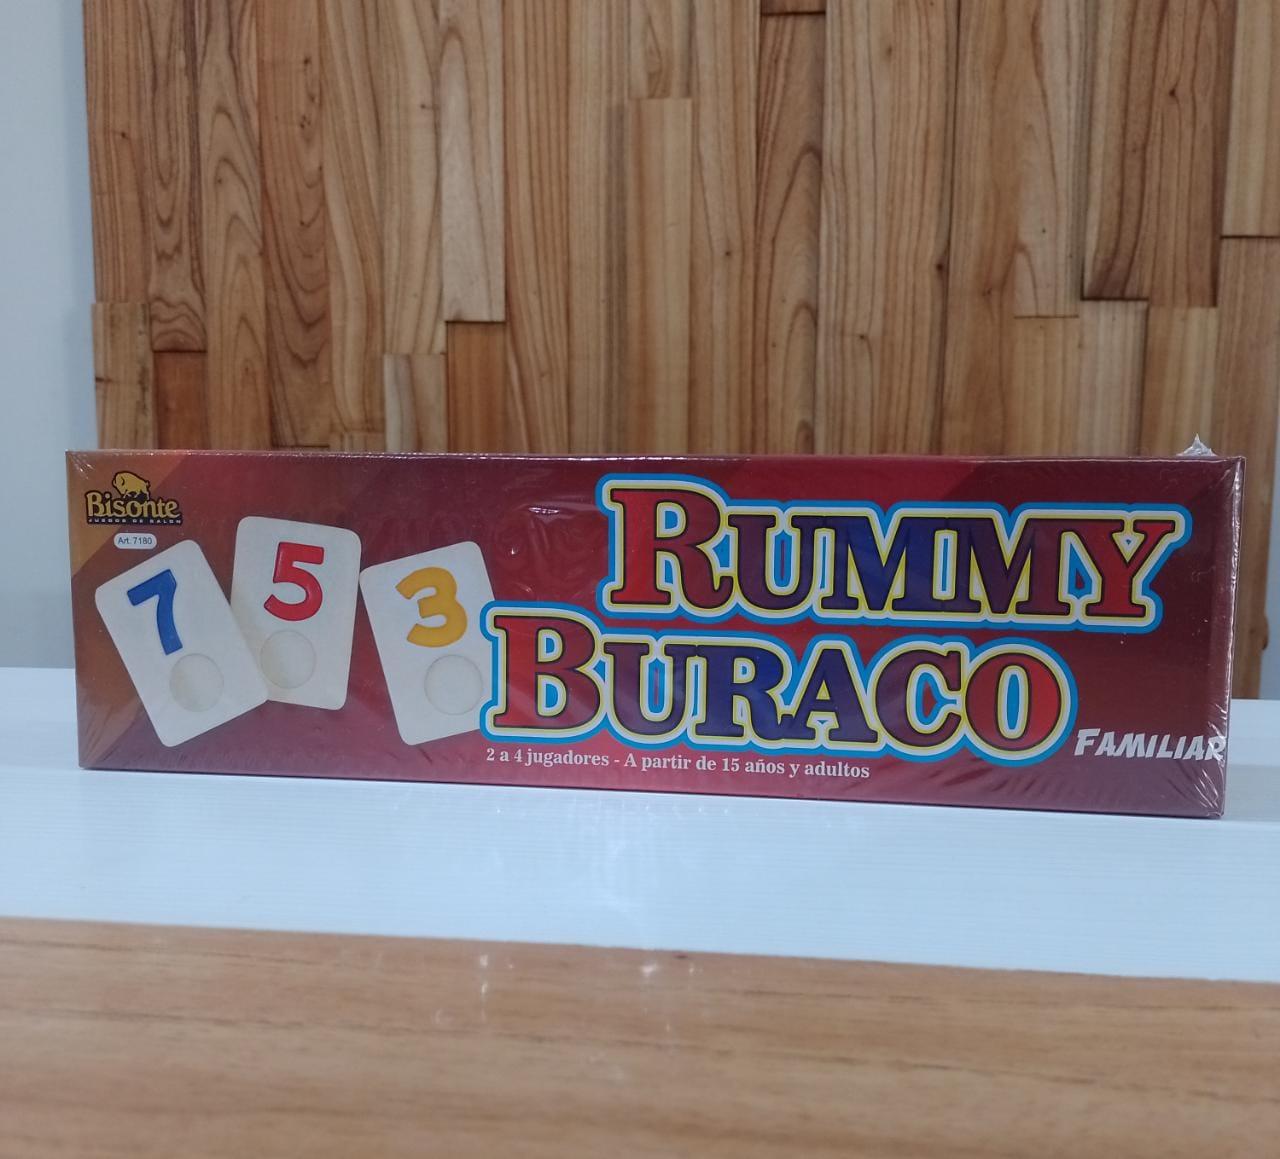 Bisonte
JUEGOS DE SALON
Art. 7180
7
5
3
RUMMY
BURACO
FAMILIAR
2 a 4 jugadores - A partir de 15 años y adultos